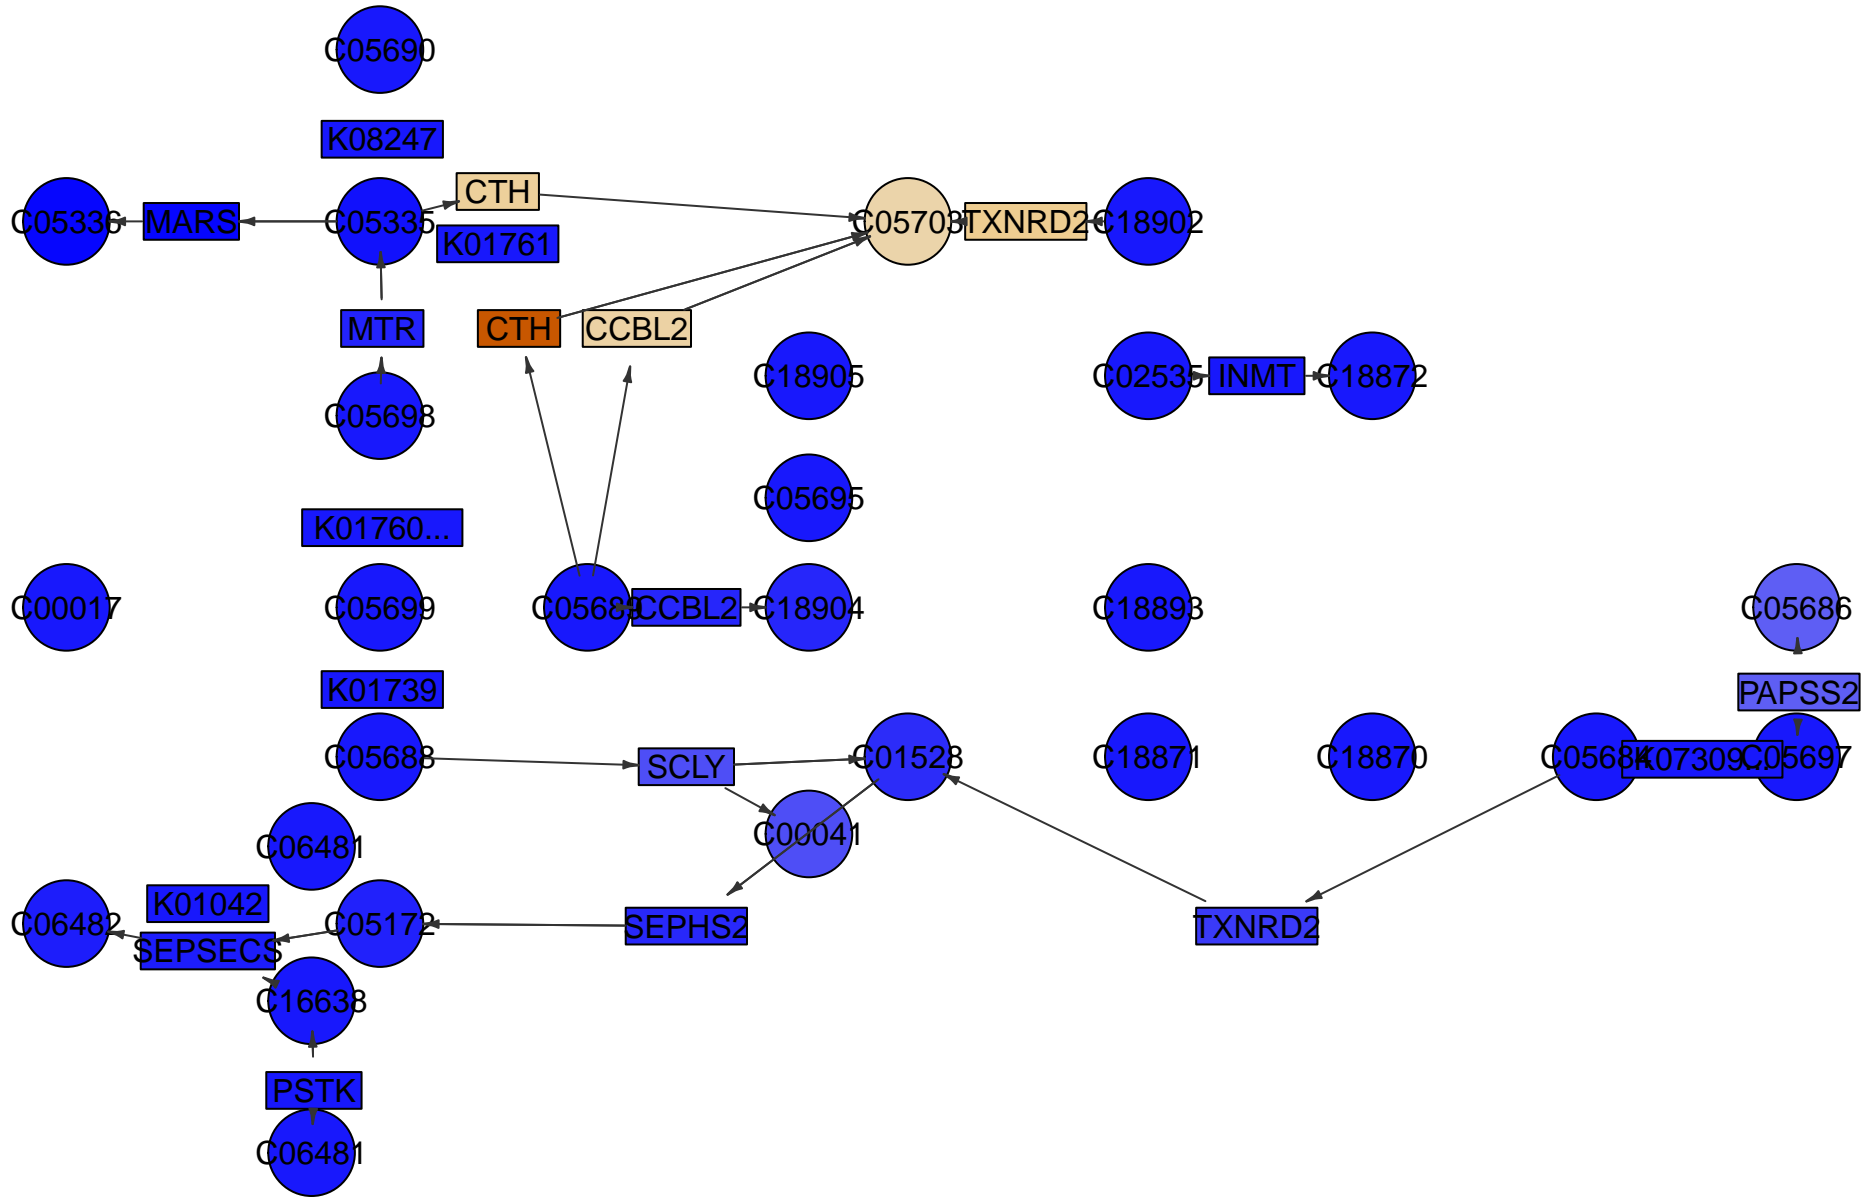 C05690
K08247
CTH
C05336
MARS
C05335
C05703
TXNRD2
C18902
K01761
MTR
CTH
CCBL2
C18905
C02535
INMT
C18872
C05698
C05695
K01760...
C00017
C05699
C05689
CCBL2
C18904
C18893
C05686
K01739
PAPSS2
C05688
SCLY
C01528
C18871
C18870
C05684
K07309...
C05697
C00041
C06481
K01042
C06482
C05172
SEPHS2
TXNRD2
SEPSECS
C16638
PSTK
C06481